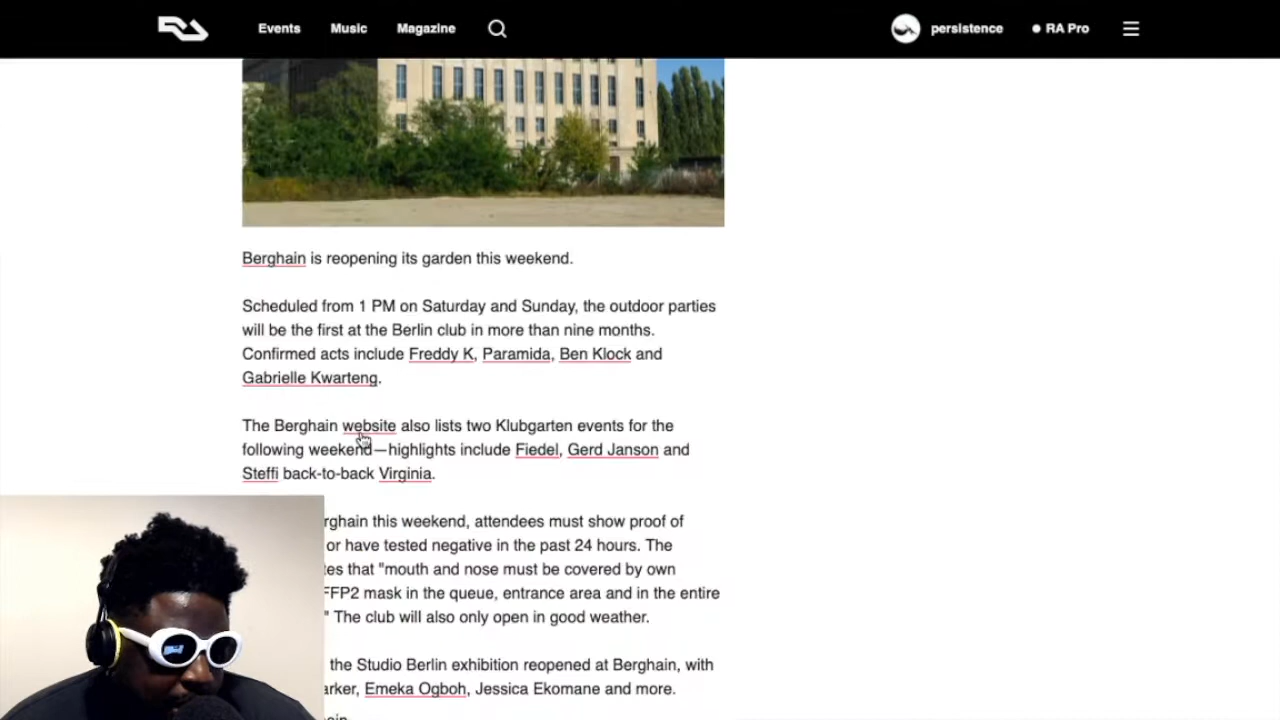 Events Music Magazine persistence RA Pro
Berghain is reopening its garden this weekend.
Scheduled from 1 PM on Saturday and Sunday, the outdoor parties
will be the first at the Berlin club in more than nine months.
Confirmed acts include Freddy K, Paramida, Ben Klock and
Gabrielle Kwarteng.
The Berghain website also lists two Klubgarten events for the
following weekend—highlights include Fiedel, Gerd Janson and
Steffi back-to-back Virginia.
this weekend, attendees must show proof of
or have tested negative in the past 24 hours. The
that "mouth and nose must be covered by own
FFP2 mask in the queue, entrance area and in the entire
" The club will also only open in good weather.
the Studio Berlin exhibition reopened at Berghain, with
Emeka Ogboh, Jessica Ekomane and more.